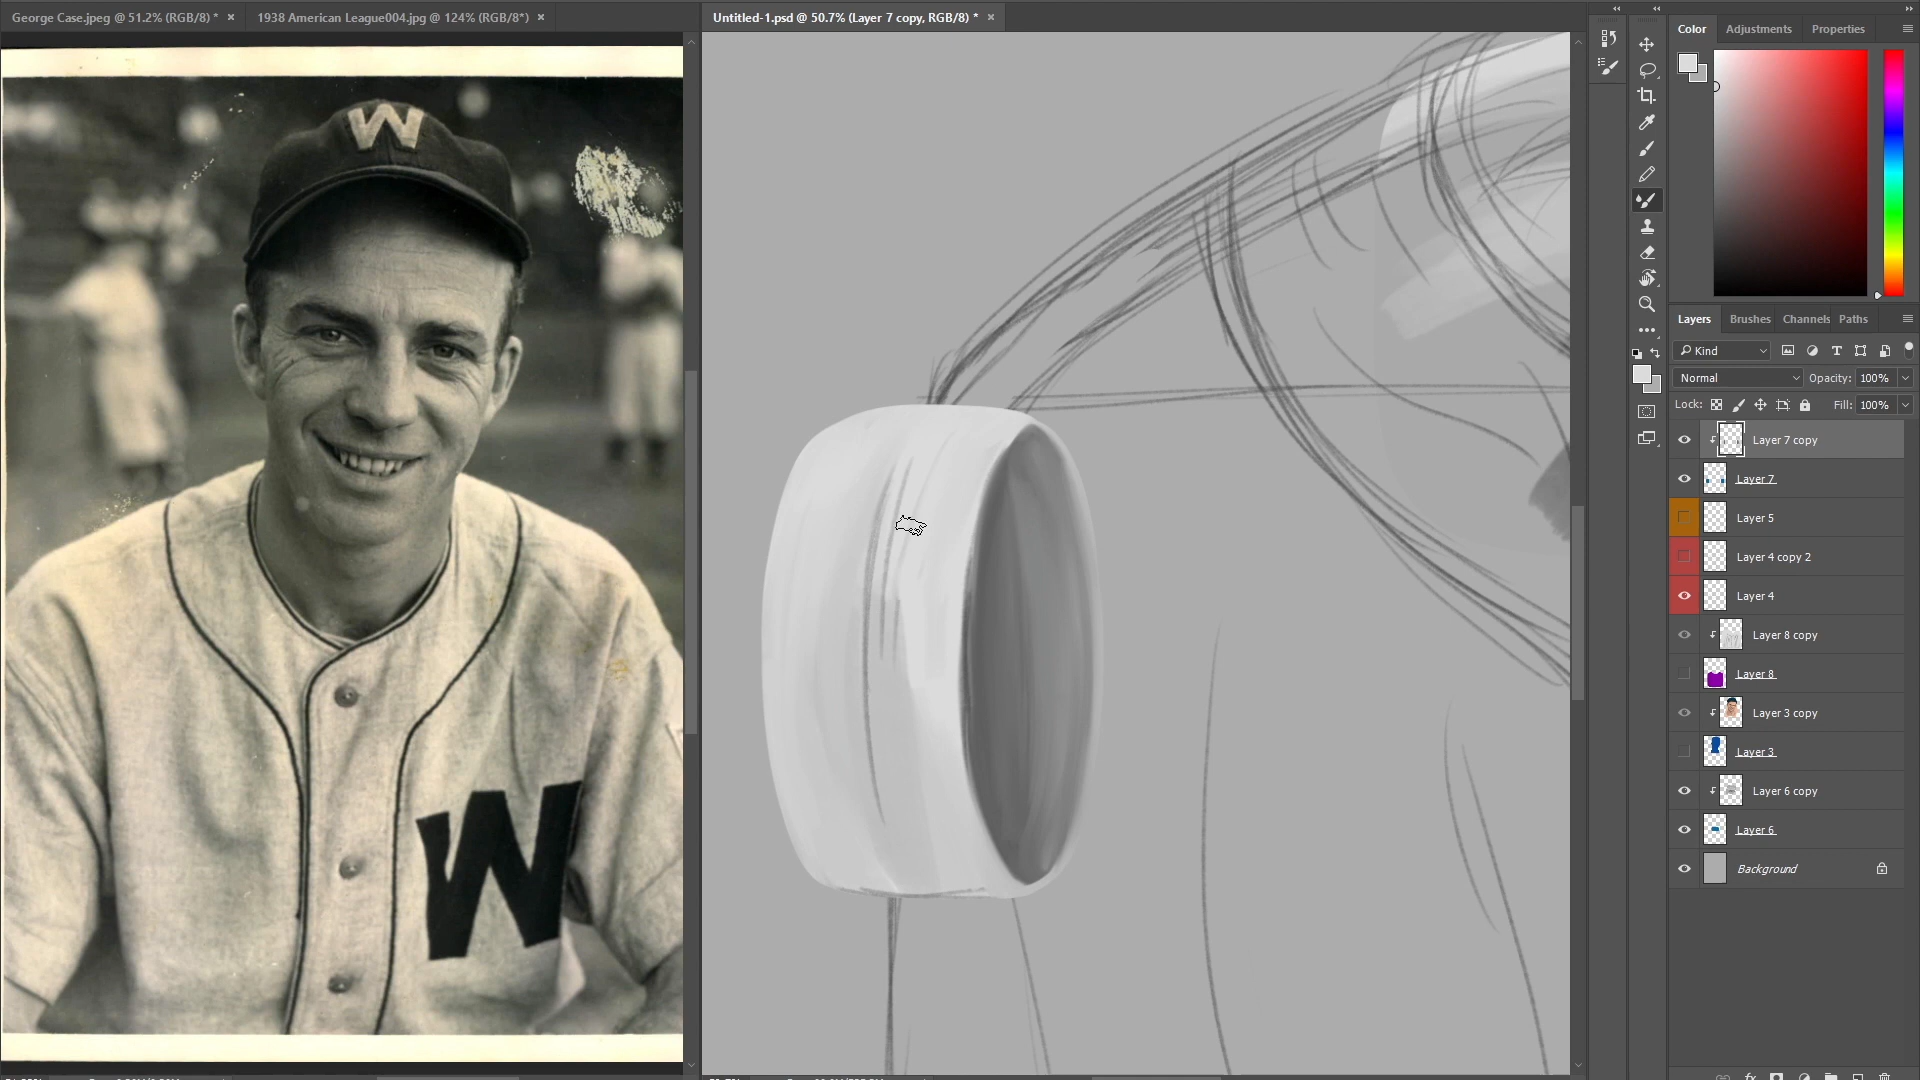 George Case.jpeg @ 51.2% (RGB/8) * × 1938 American League004.jpg @ 124% (RGB/8*) × Untitled-1.psd @ 50.7% (Layer 7 copy, RGB/8) * ×
Color Adjustments Properties
W
W
Layers Brushes Channels Paths
Kind
Normal Opacity: 100%
Lock: Fill: 100%
Layer 7 copy
Layer 7
Layer 5
Layer 4 copy 2
Layer 4
Layer 8 copy
Layer 8
Layer 3 copy
Layer 3
Layer 6 copy
Layer 6
Background